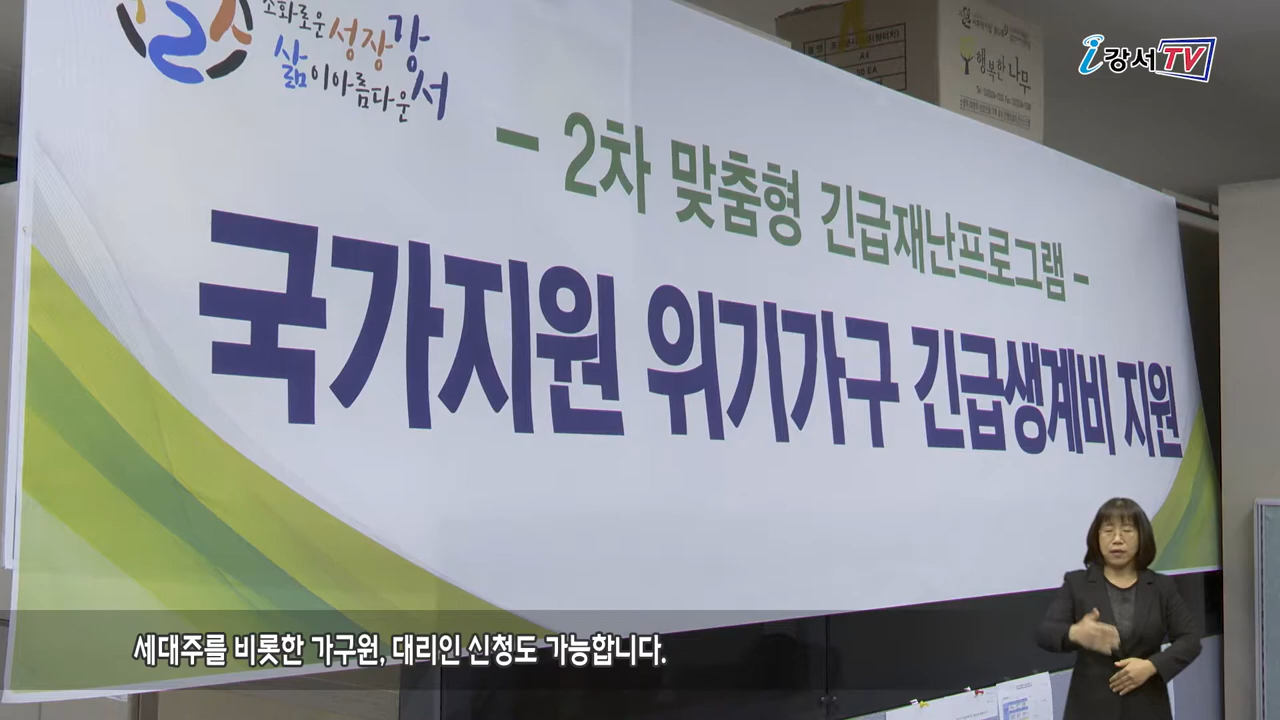 조화로운 성장 강서
삶이 아름다운
i강서TV
행복한 나무
- 2차 맞춤형 긴급재난프로그램 -
국가지원 위기가구 긴급생계비 지원
세대주를 비롯한 가구원, 대리인 신청도 가능합니다.